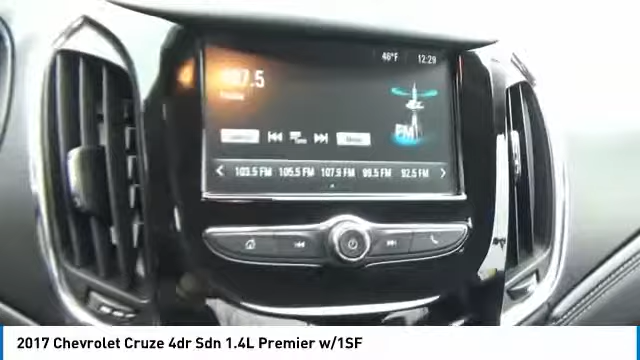 46°F 12:29
FM
103.5 FM 105.5 FM 107.9 FM 99.5 FM 92.5 FM
2017 Chevrolet Cruze 4dr Sdn 1.4L Premier w/1SF